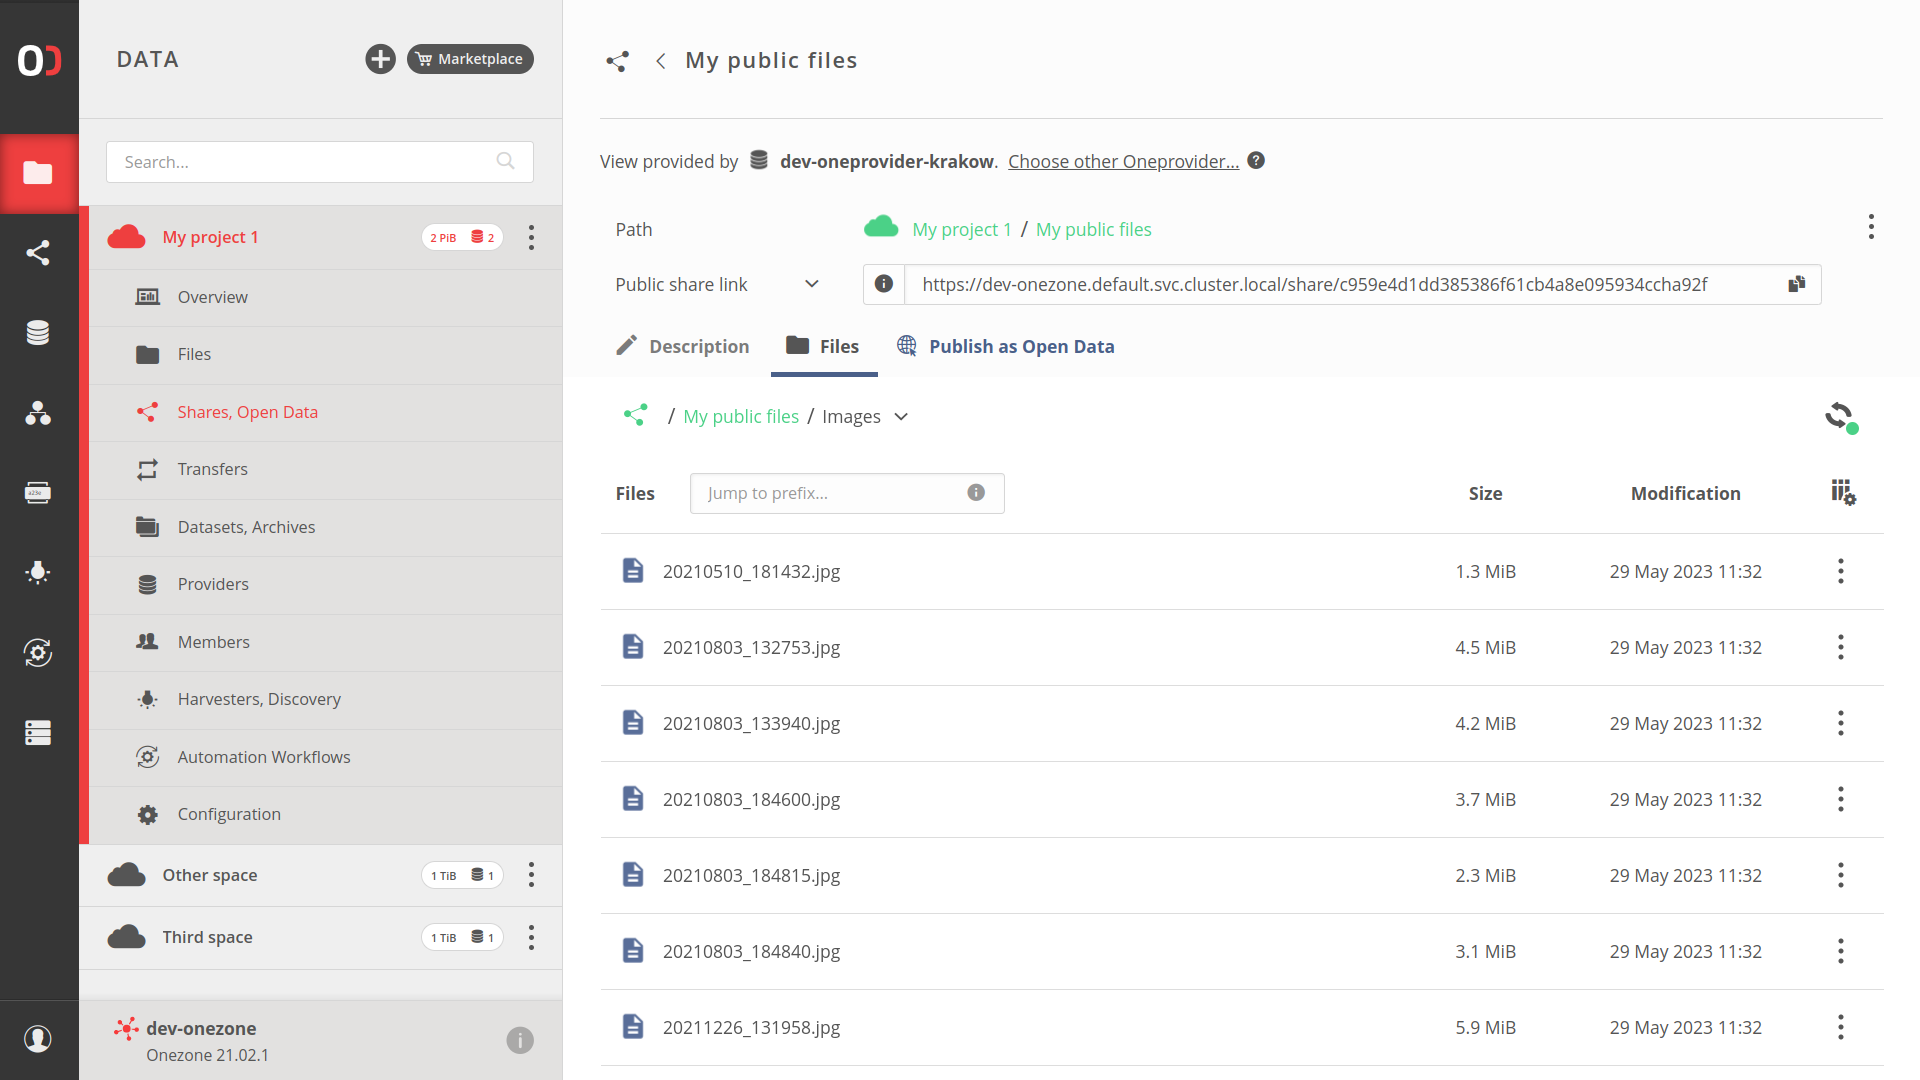 DATA
Marketplace
Search...
My project 1
2 PiB 2
Overview
Files
Shares, Open Data
Transfers
Datasets, Archives
Providers
Members
Harvesters, Discovery
Automation Workflows
Configuration
Other space
1 TiB 1
Third space
1 TiB 1
dev-onezone
Onezone 21.02.1
My public files
View provided by dev-oneprovider-krakow. Choose other Oneprovider...
Path My project 1 / My public files
Public share link https://dev-onezone.default.svc.cluster.local/share/c959e4d1dd385386f61cb4a8e095934ccha92f
Description Files Publish as Open Data
/ My public files / Images
Files Jump to prefix... Size Modification
20210510_181432.jpg 1.3 MiB 29 May 2023 11:32
20210803_132753.jpg 4.5 MiB 29 May 2023 11:32
20210803_133940.jpg 4.2 MiB 29 May 2023 11:32
20210803_184600.jpg 3.7 MiB 29 May 2023 11:32
20210803_184815.jpg 2.3 MiB 29 May 2023 11:32
20210803_184840.jpg 3.1 MiB 29 May 2023 11:32
20211226_131958.jpg 5.9 MiB 29 May 2023 11:32